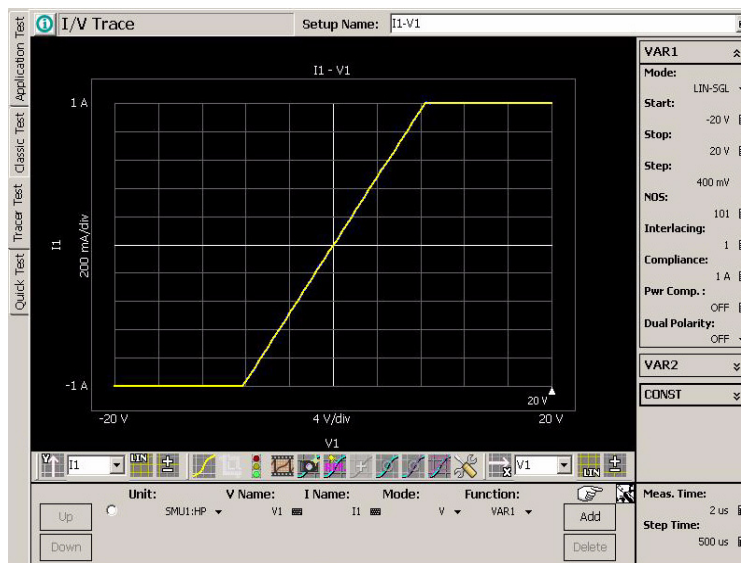 I/V Trace
Setup Name: I1-V1
Application Test
Classic Test
Tracer Test
Quick Test
I1 - V1
1 A
I1
200 mA/div
-1 A
20 V
-20 V
4 V/div
20 V
V1
VAR1
Mode:
LIN-SGL
Start:
-20 V
Stop:
20 V
Step:
400 mV
NOS:
101
Interlacing:
1
Compliance:
1 A
Pwr Comp. :
OFF
Dual Polarity:
OFF
VAR2
CONST
Y
I1
LIN
X
V1
LIN
Unit: V Name: I Name: Mode: Function:
Up
SMU1:HP V1 I1 V VAR1
Add
Down
Delete
Meas. Time:
2 us
Step Time:
500 us